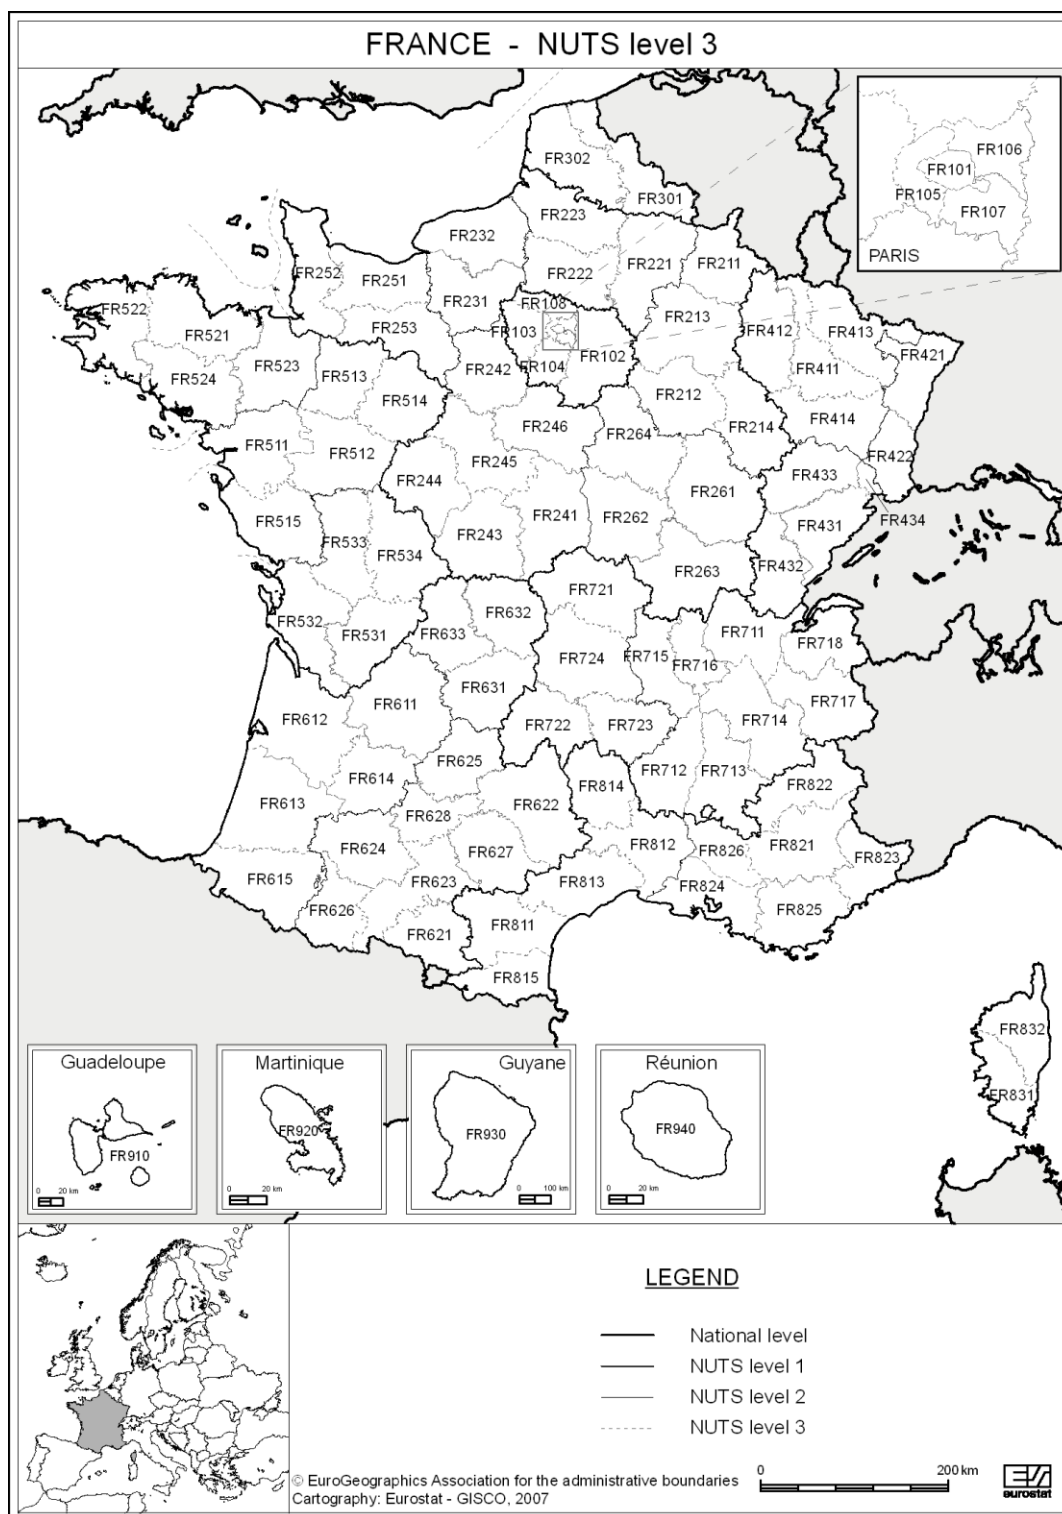 FRANCE - NUTS level 3
FR106
FR101
FR105
FR107
PARIS
FR302
FR301
FR223
FR232
FR222
FR221
FR211
FR252
FR251
FR231
FR108
FR213
FR412
FR413
FR522
FR521
FR253
FR103
FR102
FR421
FR523
FR513
FR242
FR104
FR411
FR524
FR514
FR212
FR414
FR246
FR264
FR214
FR511
FR512
FR245
FR422
FR244
FR433
FR261
FR515
FR241
FR262
FR434
FR533
FR243
FR431
FR534
FR432
FR263
FR721
FR532
FR531
FR633
FR632
FR711
FR718
FR724
FR715
FR716
FR631
FR717
FR611
FR612
FR722
FR723
FR714
FR625
FR712
FR713
FR614
FR814
FR822
FR613
FR622
FR628
FR624
FR627
FR812
FR826
FR821
FR823
FR615
FR623
FR813
FR824
FR626
FR825
FR811
FR621
FR815
FR832
FR831
Guadeloupe
FR910
0 20 km
Martinique
FR920
0 20 km
Guyane
FR930
0 100 km
Réunion
FR940
0 20 km
LEGEND
National level
NUTS level 1
NUTS level 2
NUTS level 3
© EuroGeographics Association for the administrative boundaries
Cartography: Eurostat - GISCO, 2007
0 200 km
eurostat